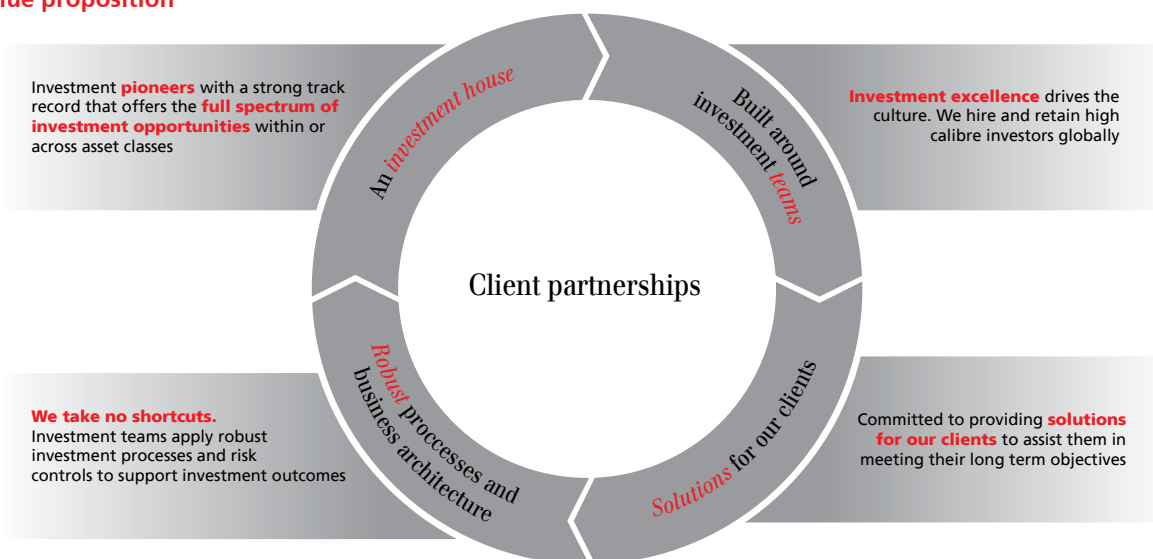 lue proposition
Investment pioneers with a strong track
record that offers the full spectrum of
investment opportunities within or
across asset classes
An investment house
Built around
investment teams
Investment excellence drives the
culture. We hire and retain high
calibre investors globally
Client partnerships
We take no shortcuts.
Investment teams apply robust
investment processes and risk
controls to support investment outcomes
Robust proccesses and
business architecture
Solutions for our clients
Committed to providing solutions
for our clients to assist them in
meeting their long term objectives